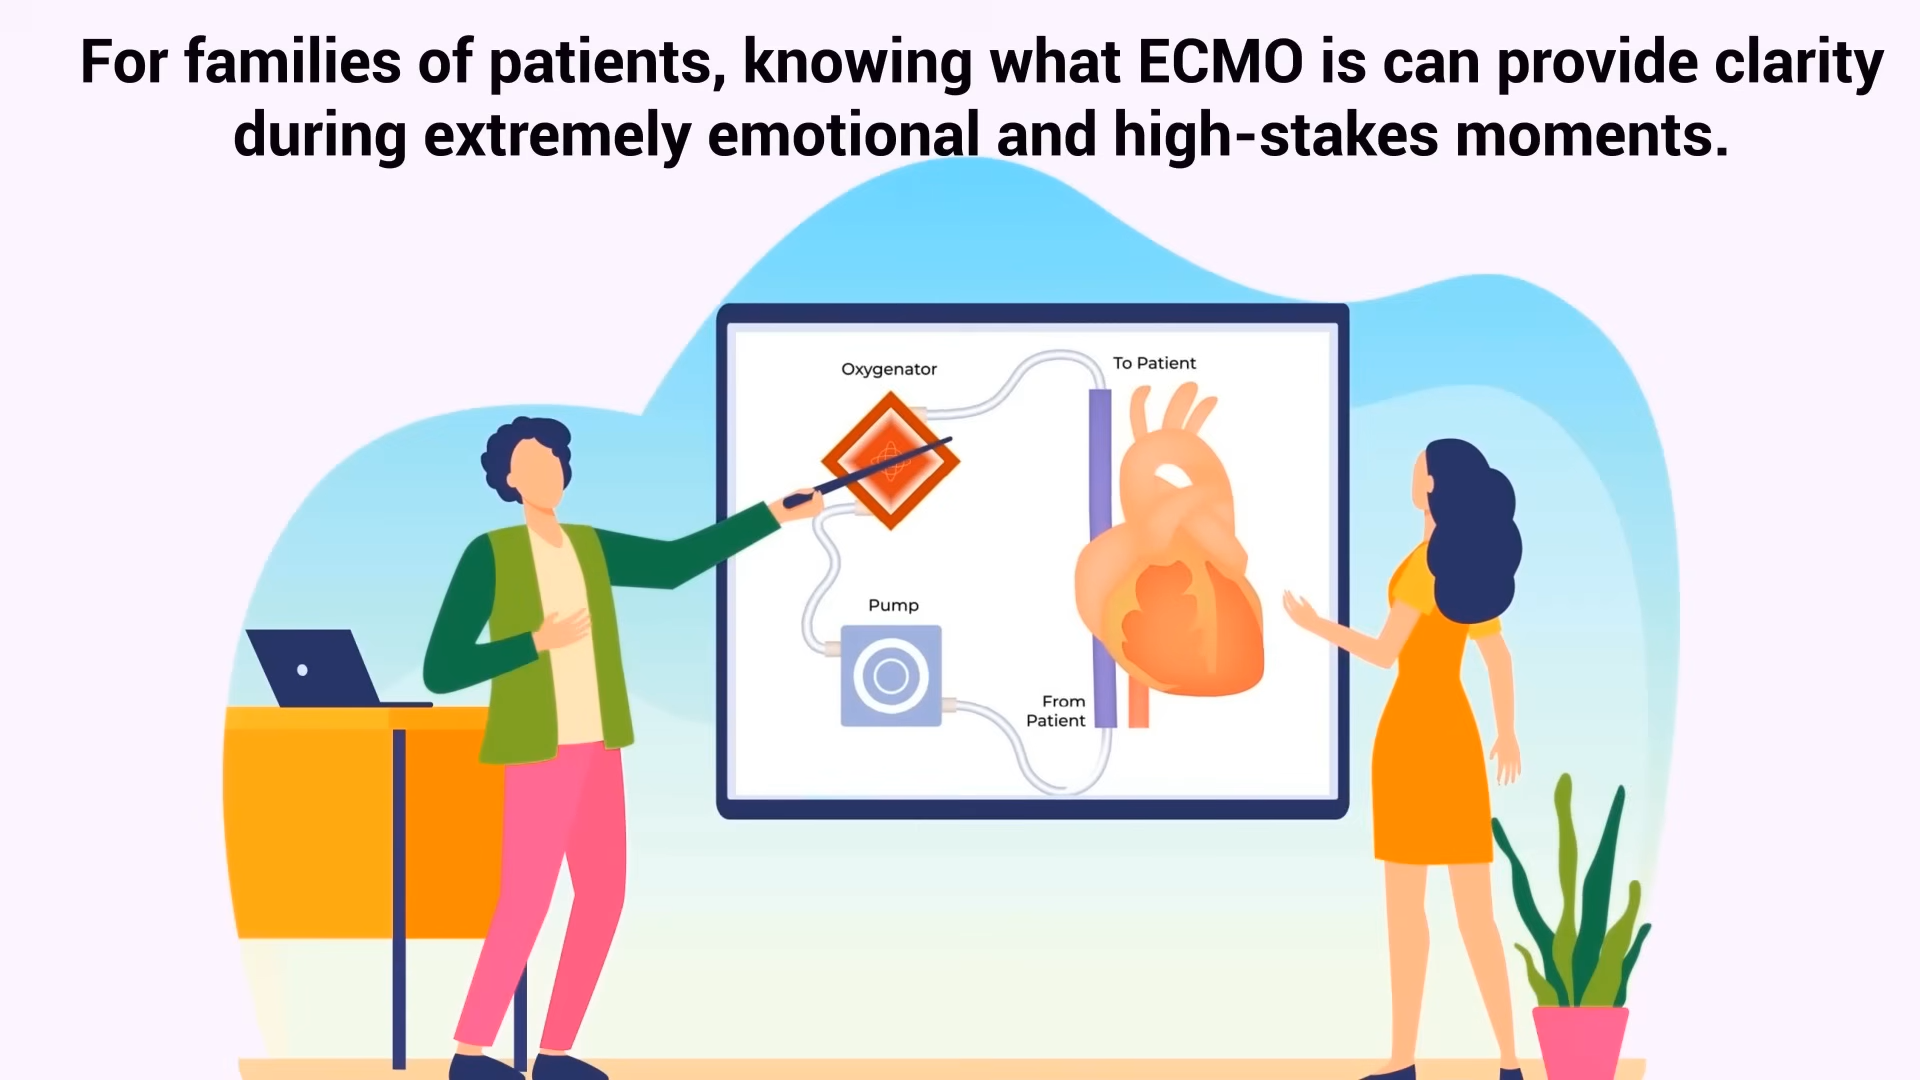 For families of patients, knowing what ECMO is can provide clarity
during extremely emotional and high-stakes moments.
Oxygenator
To Patient
Pump
From
Patient